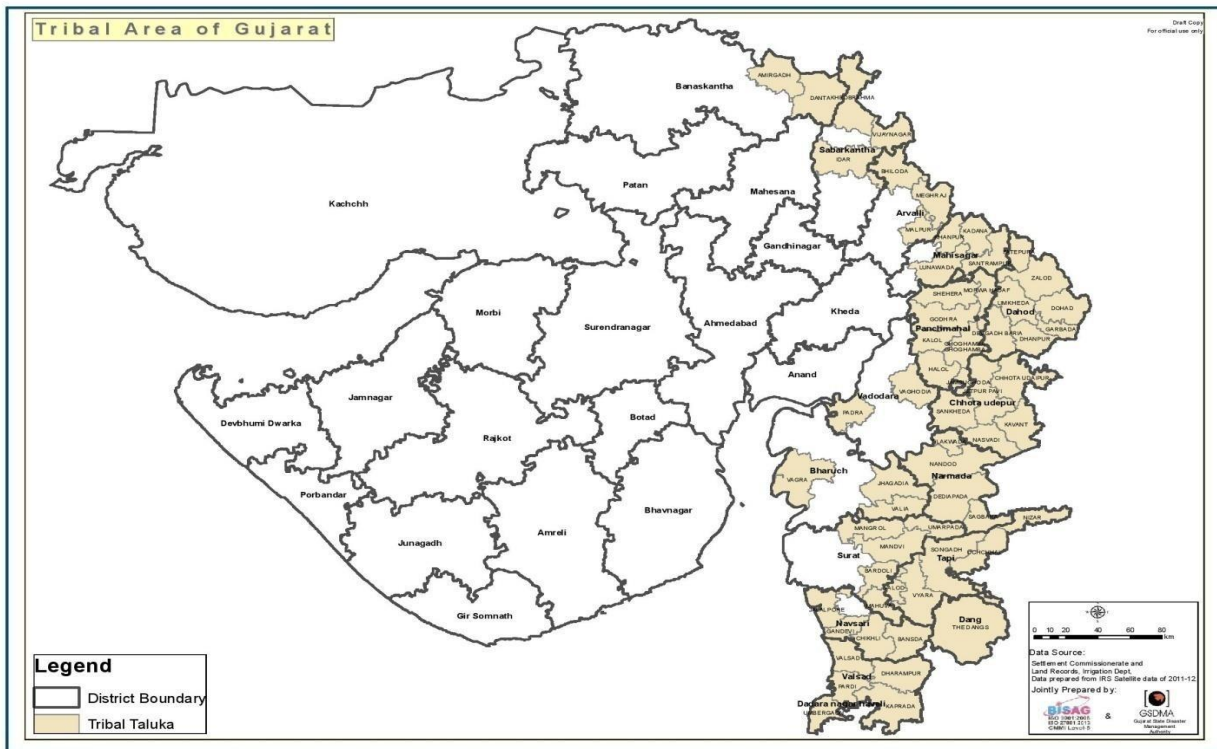 Tribal Area of Gujarat
Draft Copy
For official use only
Banaskantha
AMIRGADH
DANTA
VIJAYNAGAR
Sabarkantha
IDAR
BHILODA
Patan
Mahesana
MEGHRAJ
Kachchh
Arvalli
MALPUR
KADANA
Gandhinagar
Mahisagar
SANTRAMPUR
LUNAWADA
ZALOD
SHEHERA
Morbi
Kheda
LIMKHEDA
DOHAD
Surendranagar
Ahmedabad
GODHRA
Dahod
Panchmahal
GARBADA
KALOL
DHANPUR
HALOL
Anand
CHHOTA UDAIPUR
Jamnagar
Vadodara
VAGHODIA
Chhota udepur
Devbhumi Dwarka
Rajkot
Botad
PADRA
SANKHEDA
KAVANT
NASVADI
Bharuch
NANDOD
VAGRA
JHAGADIA
Narmada
Porbandar
DEDIAPADA
Bhavnagar
VALIA
Amreli
NIZAR
MANGROL
UMARPADA
Junagadh
MANDVI
SONGADH
Surat
Tapi
BARDOLI
VYARA
Gir Somnath
Navsari
Dang
THE DANGS
GANDEVI
CHIKHLI
BANSDA
VALSAD
DHARAMPUR
Valsad
PARDI
KAPRADA
Legend
District Boundary
Tribal Taluka
0 10 20 40 60 80
km
Data Source:
Settlement Commissionerate and
Land Records, Irrigation Dept.
Data prepared from IRS Satellite data of 2011-12
Jointly Prepared by:
BISAG
&
GSDMA
Gujarat State Disaster
Management
Authority